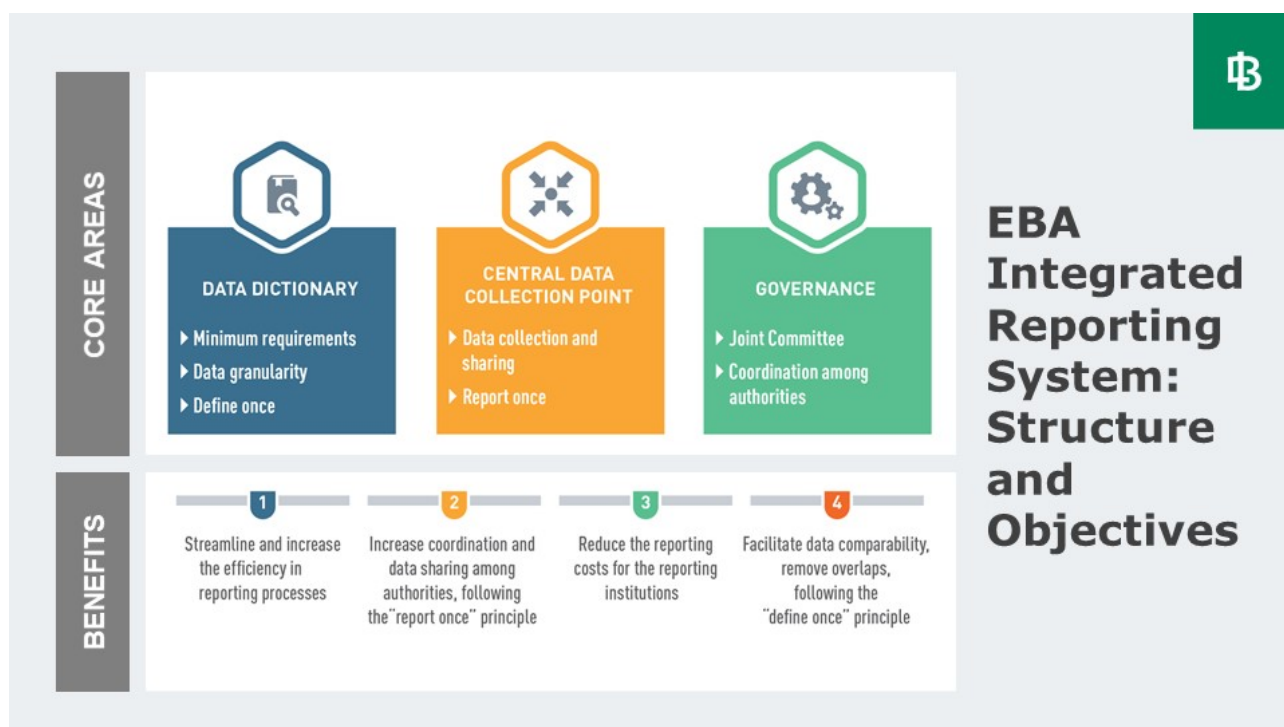 CORE AREAS
DATA DICTIONARY
Minimum requirements
Data granularity
Define once
CENTRAL DATA
COLLECTION POINT
Data collection and
sharing
Report once
GOVERNANCE
Joint Committee
Coordination among
authorities
BENEFITS
1
Streamline and increase
the efficiency in
reporting processes
2
Increase coordination and
data sharing among
authorities, following
the"report once" principle
3
Reduce the reporting
costs for the reporting
institutions
4
Facilitate data comparability,
remove overlaps,
following the
"define once" principle
EBA
Integrated
Reporting
System:
Structure
and
Objectives